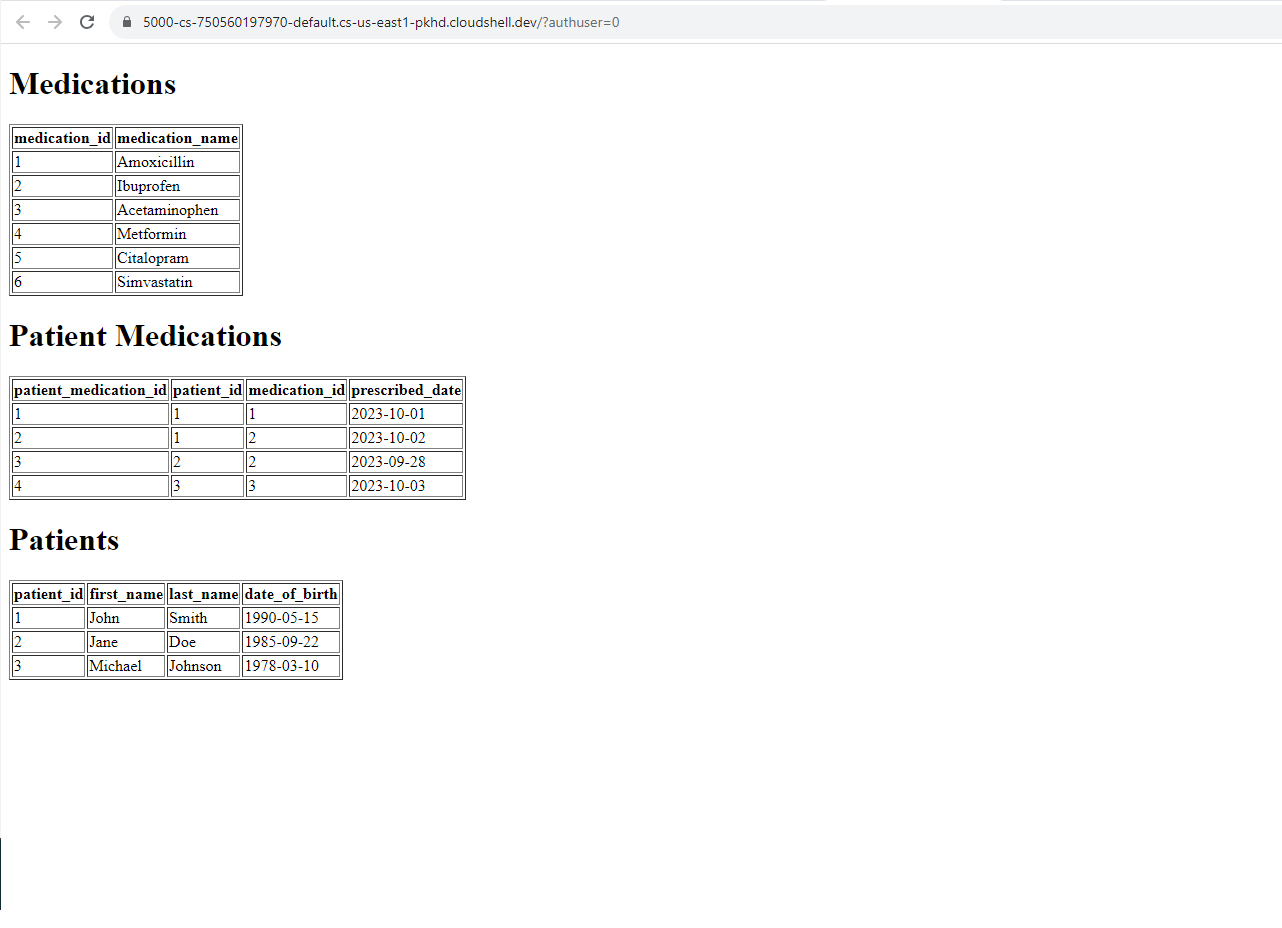 5000-cs-750560197970-default.cs-us-east1-pkhd.cloudshell.dev/?authuser=0
Medications
medication_id medication_name
1 Amoxicillin
2 Ibuprofen
3 Acetaminophen
4 Metformin
5 Citalopram
6 Simvastatin
Patient Medications
patient_medication_id patient_id medication_id prescribed_date
1 1 1 2023-10-01
2 1 2 2023-10-02
3 2 2 2023-09-28
4 3 3 2023-10-03
Patients
patient_id first_name last_name date_of_birth
1 John Smith 1990-05-15
2 Jane Doe 1985-09-22
3 Michael Johnson 1978-03-10